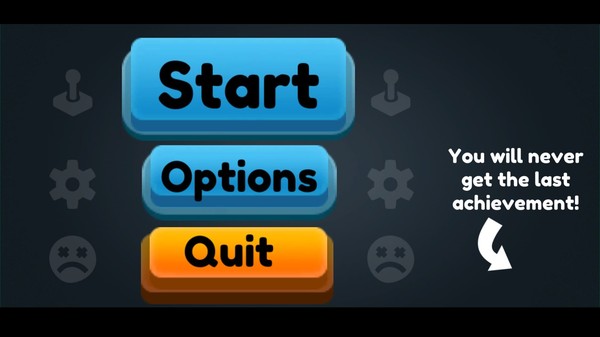 Start
Options
Quit
You will never
get the last
achievement!